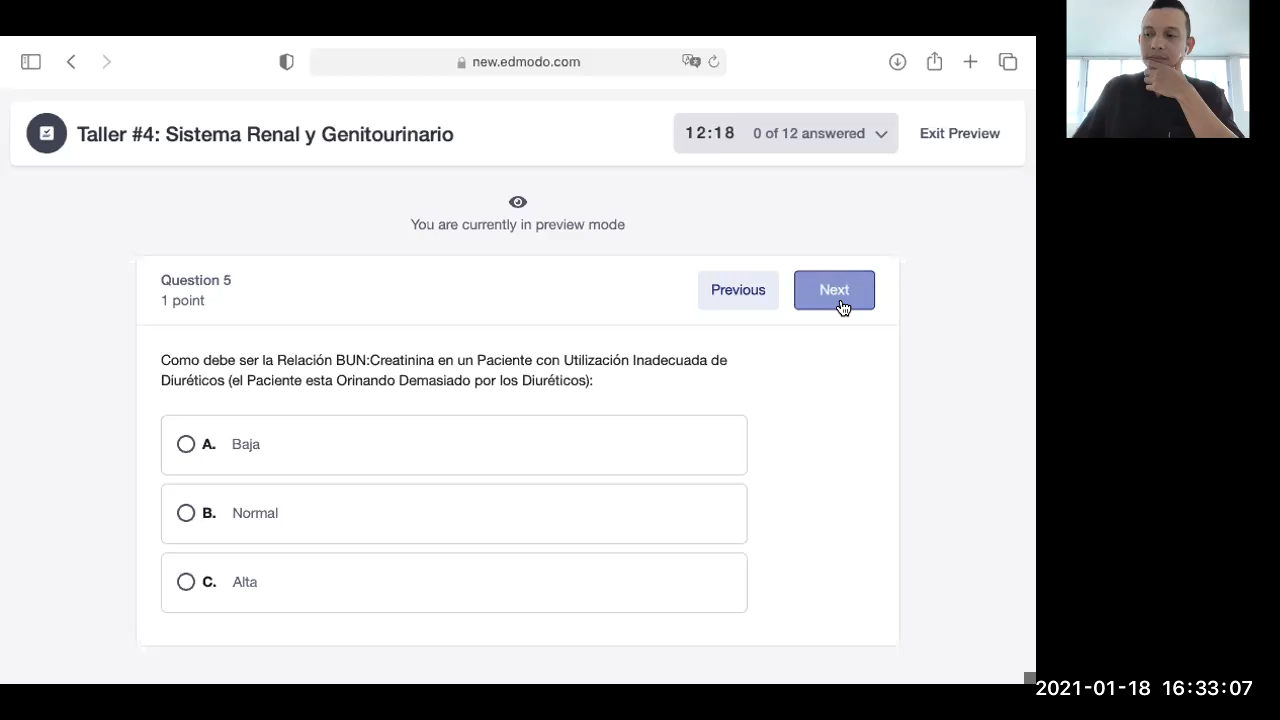 new.edmodo.com
Taller #4: Sistema Renal y Genitourinario
12:18 0 of 12 answered
Exit Preview
You are currently in preview mode
Question 5
1 point
Previous
Next
Como debe ser la Relación BUN:Creatinina en un Paciente con Utilización Inadecuada de
Diuréticos (el Paciente esta Orinando Demasiado por los Diuréticos):
A. Baja
B. Normal
C. Alta
2021-01-18 16:33:07